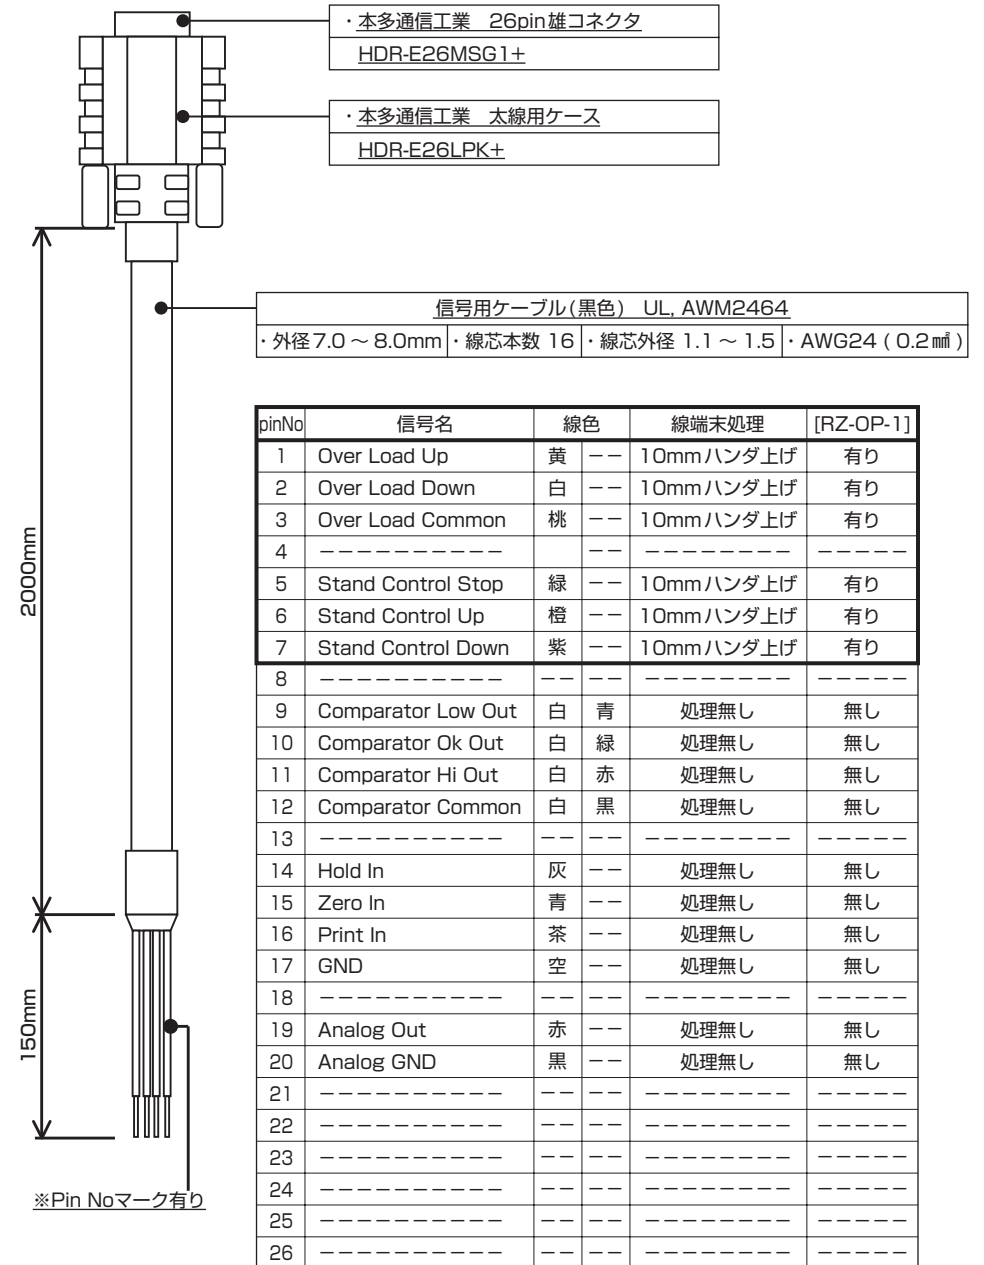 ・本多通信工業　26pin雄コネクタ
HDR-E26MSG1+
・本多通信工業　太線用ケース
HDR-E26LPK+
信号用ケーブル(黒色)　UL, AWM2464
・外径7.0～8.0mm ・線芯本数 16 ・線芯外径 1.1～1.5 ・AWG24 ( 0.2㎟ )
2000mm
150mm
※Pin Noマーク有り
pinNo 信号名 線色 線端末処理 [RZ-OP-1]
1 Over Load Up 黄 −− 10mmハンダ上げ 有り
2 Over Load Down 白 −− 10mmハンダ上げ 有り
3 Over Load Common 桃 −− 10mmハンダ上げ 有り
4 −−−−−−−−−− −− −−−−−−−− −−−−−
5 Stand Control Stop 緑 −− 10mmハンダ上げ 有り
6 Stand Control Up 橙 −− 10mmハンダ上げ 有り
7 Stand Control Down 紫 −− 10mmハンダ上げ 有り
8 −−−−−−−−−− −− −− −−−−−−−− −−−−−
9 Comparator Low Out 白 青 処理無し 無し
10 Comparator Ok Out 白 緑 処理無し 無し
11 Comparator Hi Out 白 赤 処理無し 無し
12 Comparator Common 白 黒 処理無し 無し
13 −−−−−−−−−− −− −− −−−−−−−− −−−−−
14 Hold In 灰 −− 処理無し 無し
15 Zero In 青 −− 処理無し 無し
16 Print In 茶 −− 処理無し 無し
17 GND 空 −− 処理無し 無し
18 −−−−−−−−−− −− −− −−−−−−−− −−−−−
19 Analog Out 赤 −− 処理無し 無し
20 Analog GND 黒 −− 処理無し 無し
21 −−−−−−−−−− −− −− −−−−−−−− −−−−−
22 −−−−−−−−−− −− −− −−−−−−−− −−−−−
23 −−−−−−−−−− −− −− −−−−−−−− −−−−−
24 −−−−−−−−−− −− −− −−−−−−−− −−−−−
25 −−−−−−−−−− −− −− −−−−−−−− −−−−−
26 −−−−−−−−−− −− −− −−−−−−−− −−−−−